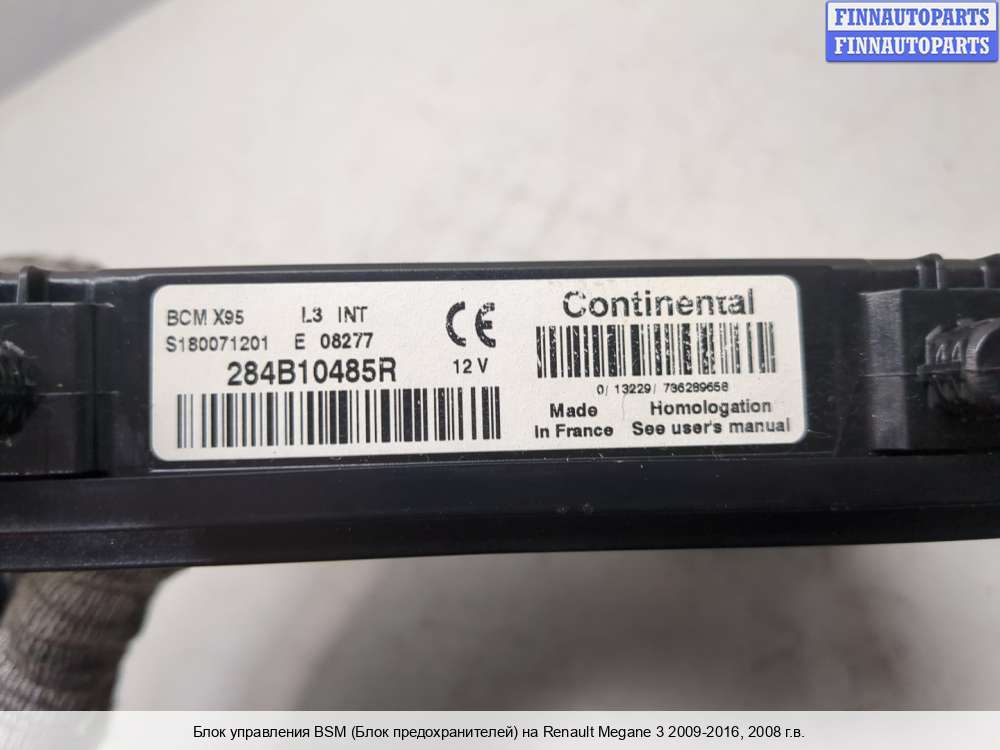 FINNAUTOPARTS
FINNAUTOPARTS
BCM X95 L3 INT
S180071201 E 08277
284B10485R 12 V
CE
Continental
0/ 13229/ 736289658
Made Homologation
In France See user's manual
Блок управления BSM (Блок предохранителей) на Renault Megane 3 2009-2016, 2008 г.в.